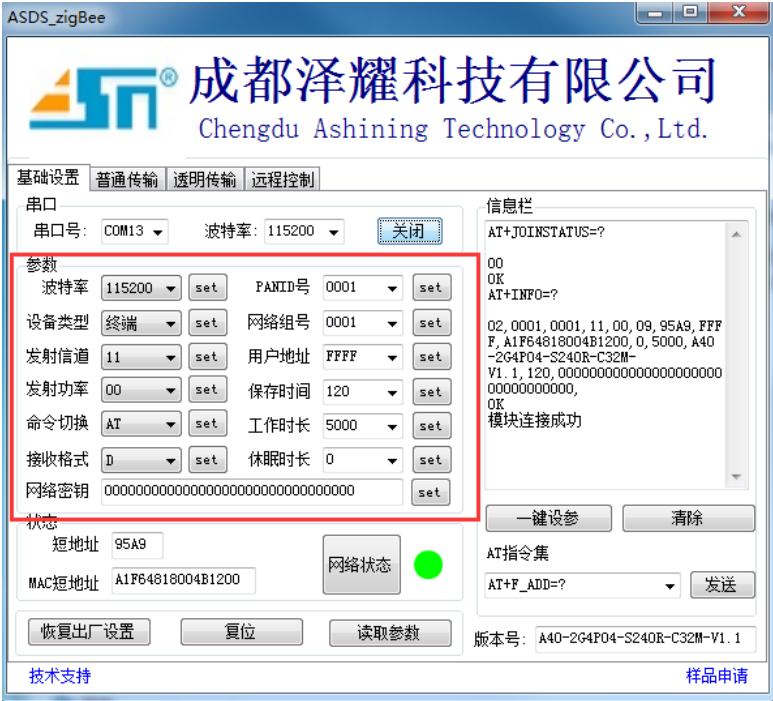 ASDS_zigBee
成都泽耀科技有限公司
Chengdu Ashining Technology Co.,Ltd.
基础设置 普通传输 透明传输 远程控制
串口
串口号: COM13 波特率: 115200 关闭
参数
波特率 115200 set PANID号 0001 set
设备类型 终端 set 网络组号 0001 set
发射信道 11 set 用户地址 FFFF set
发射功率 00 set 保存时间 120 set
命令切换 AT set 工作时长 5000 set
接收格式 D set 休眠时长 0 set
网络密钥 00000000000000000000000000000000 set
状态
短地址 95A9
MAC短地址 A1F64818004B1200
网络状态
恢复出厂设置 复位 读取参数
信息栏
AT+JOINSTATUS=?
00
OK
AT+INFO=?
02,0001,0001,11,00,09,95A9,FFF
F,A1F64818004B1200,0,5000,A40
-2G4P04-S240R-C32M-
V1.1,120,000000000000000000000
00000000000,
OK
模块连接成功
一键设参 清除
AT指令集
AT+F_ADD=? 发送
版本号: A40-2G4P04-S240R-C32M-V1.1
技术支持 样品申请